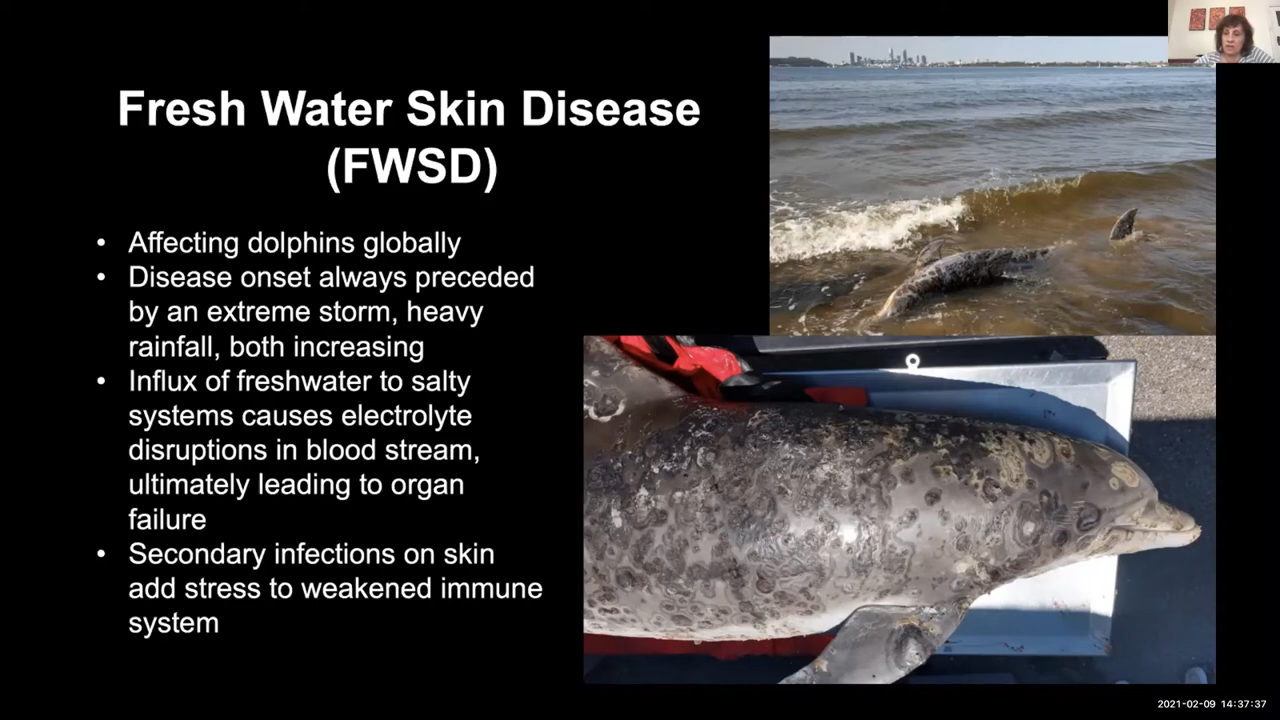 Fresh Water Skin Disease
(FWSD)
• Affecting dolphins globally
• Disease onset always preceded
by an extreme storm, heavy
rainfall, both increasing
• Influx of freshwater to salty
systems causes electrolyte
disruptions in blood stream,
ultimately leading to organ
failure
• Secondary infections on skin
add stress to weakened immune
system
2021-02-09 14:37:37